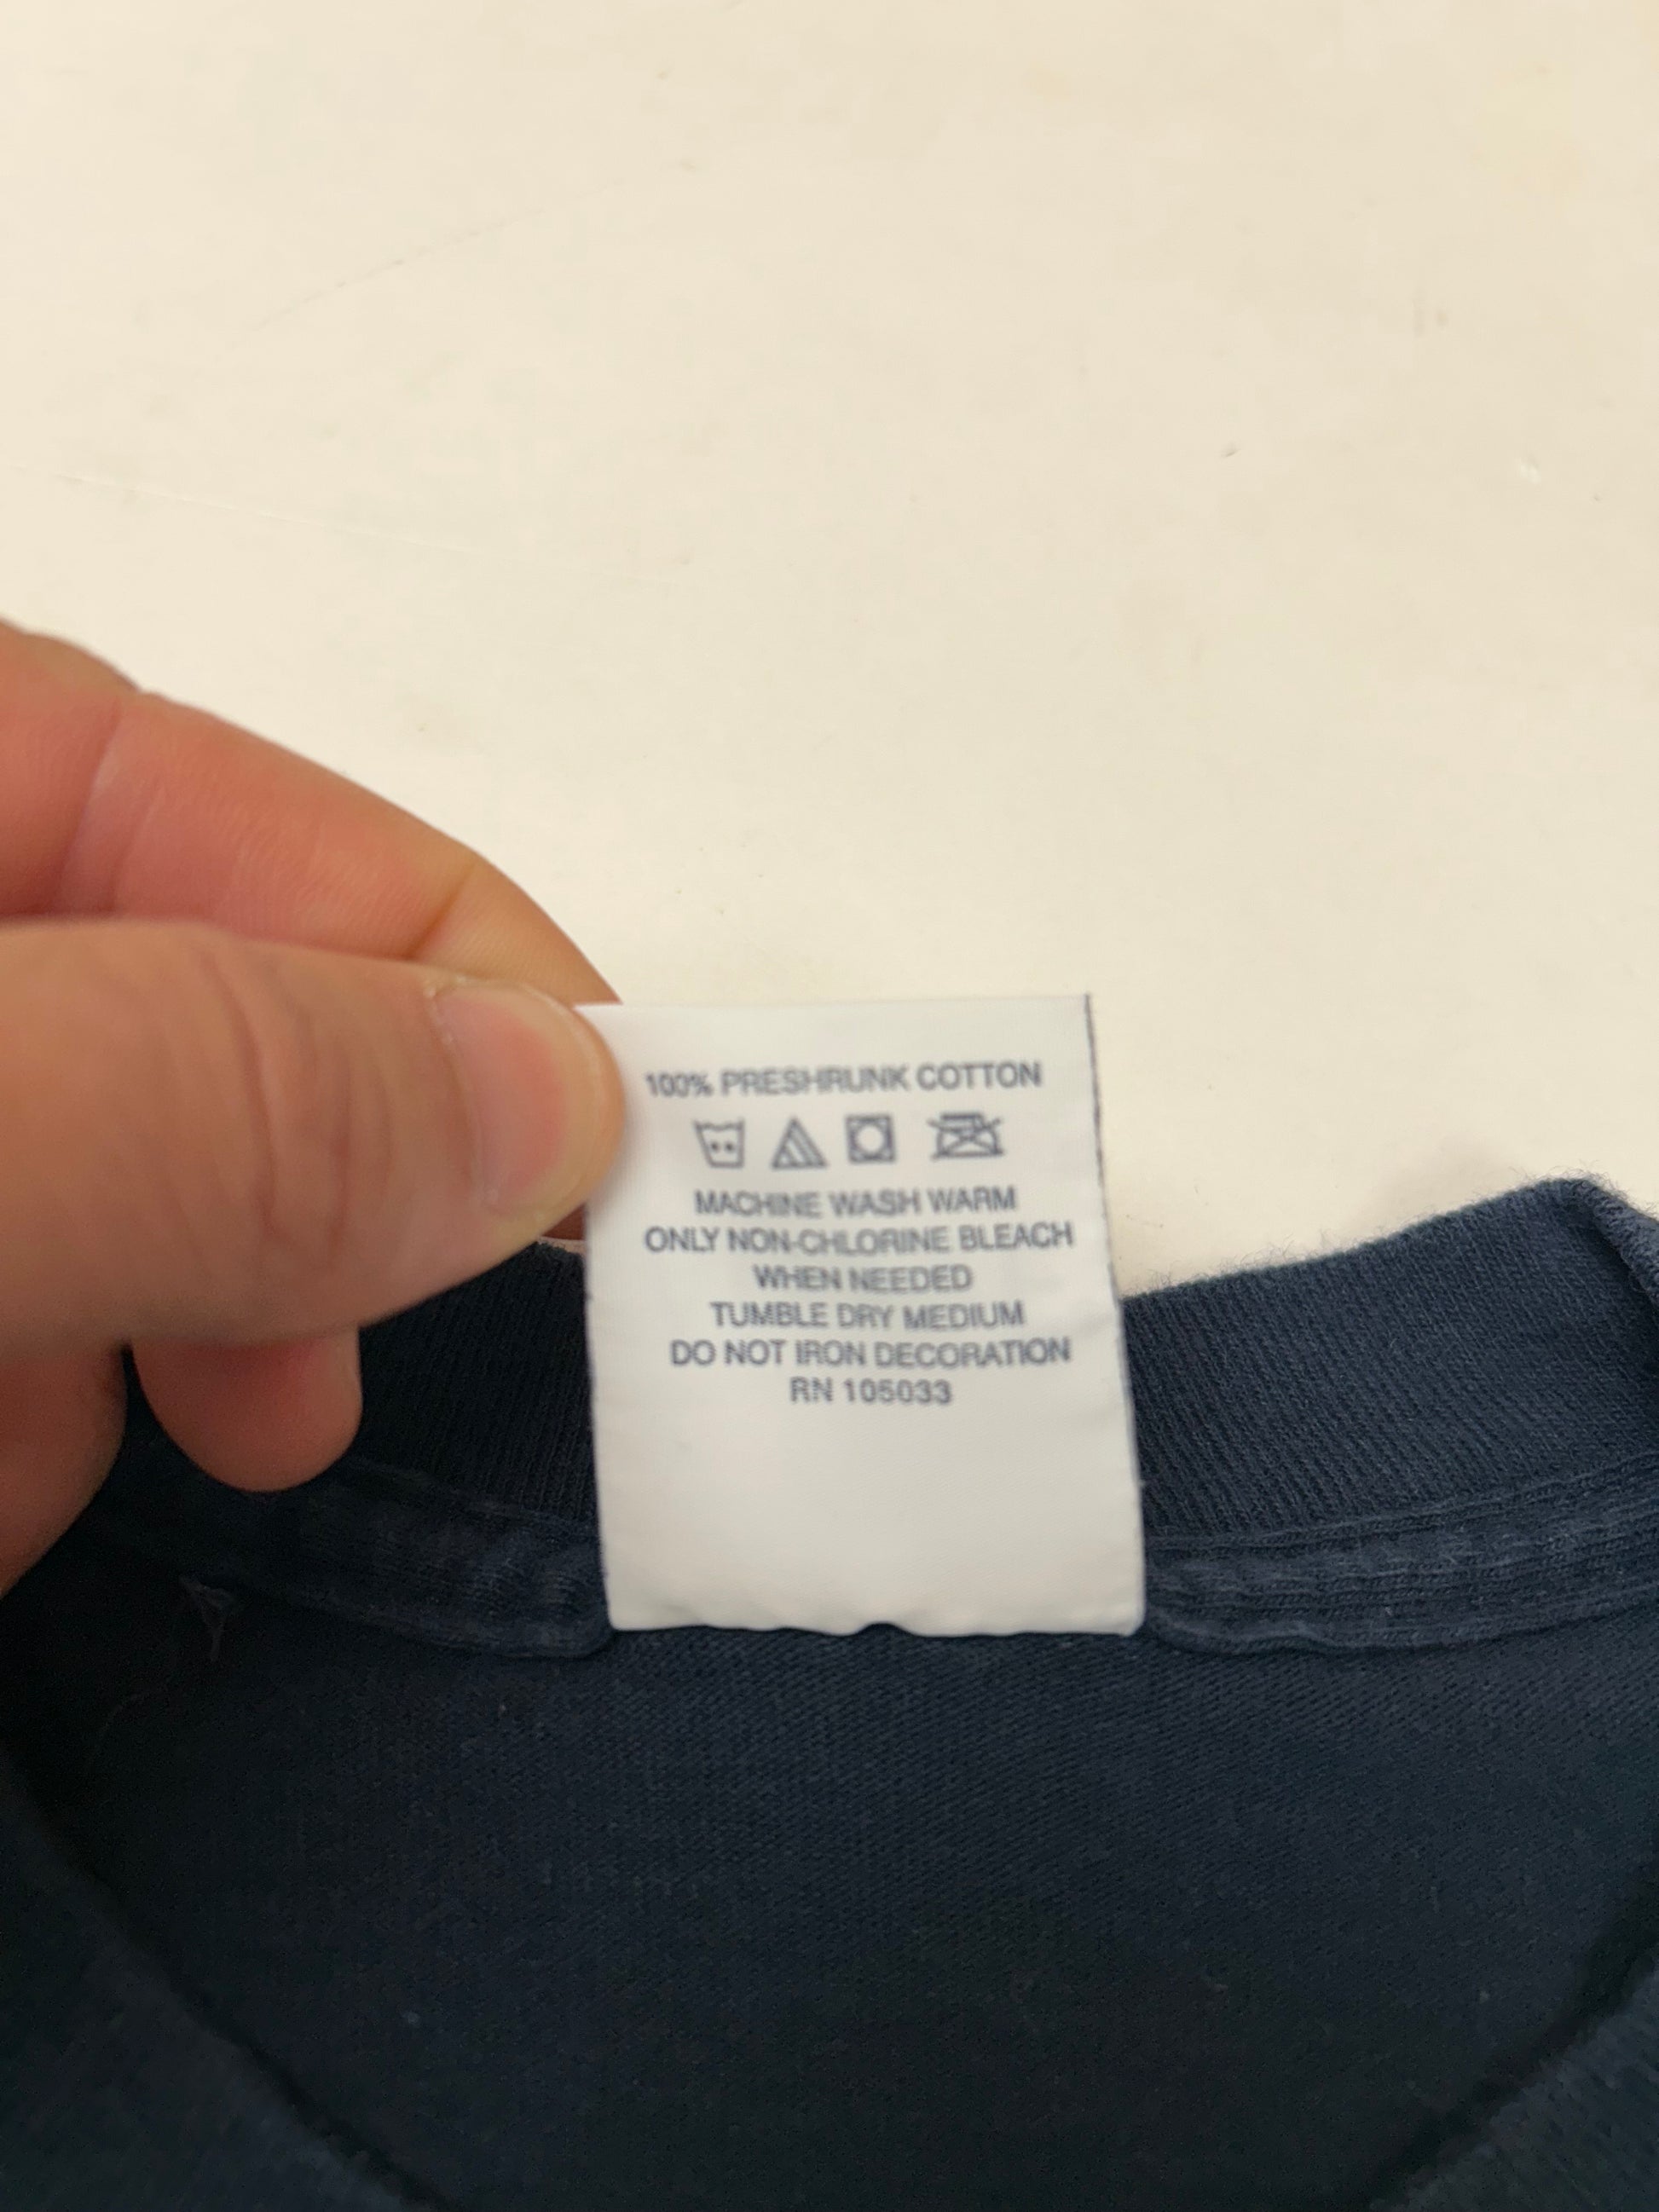 100% PRESHRUNK COTTON
MACHINE WASH WARM
ONLY NON-CHLORINE BLEACH
WHEN NEEDED
TUMBLE DRY MEDIUM
DO NOT IRON DECORATION
RN 105033